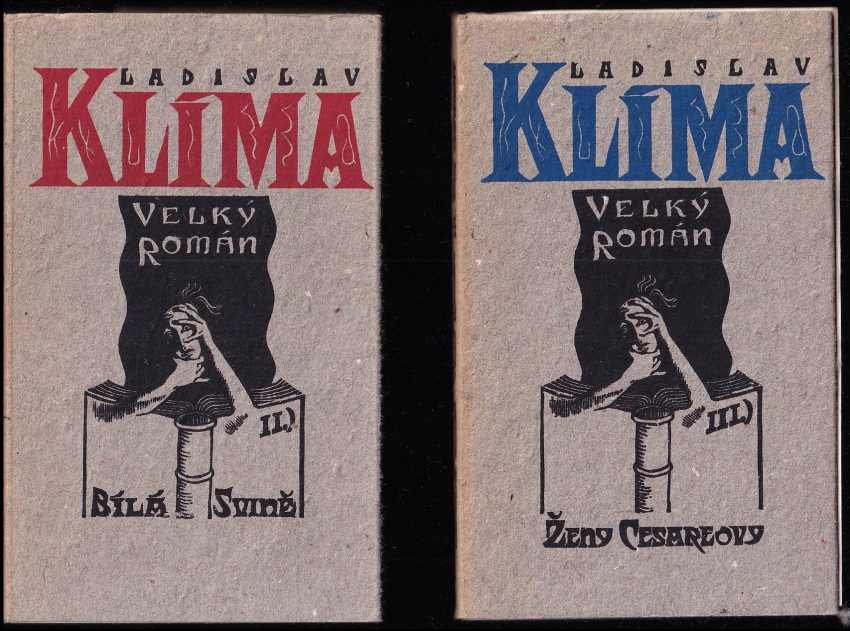 LADISLAV
KLÍMA
VELKÝ
ROMÁN
II.)
BÍLÁ SVINĚ
LADISLAV
KLÍMA
VELKÝ
ROMÁN
III.)
ŽENY CESAREOVY